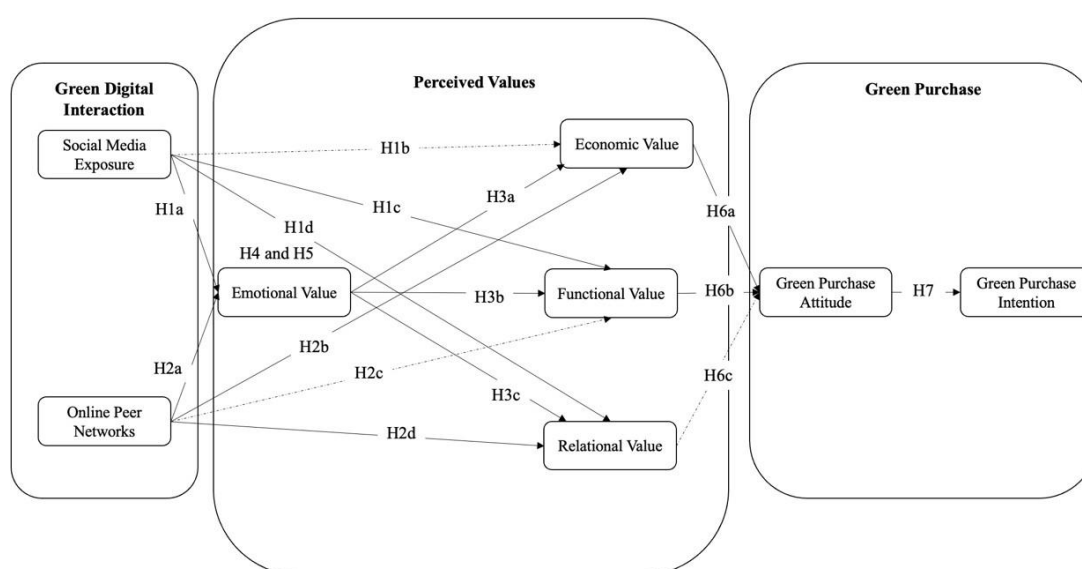 Green Digital
Interaction
Perceived Values
Green Purchase
Social Media
Exposure
Economic Value
H1b
H3a
H1a
H1c
H6a
H1d
H4 and H5
Emotional Value
H3b
Functional Value
H6b
Green Purchase
Attitude
H7
Green Purchase
Intention
H2b
H2a
H2c
H6c
H3c
Online Peer
Networks
H2d
Relational Value